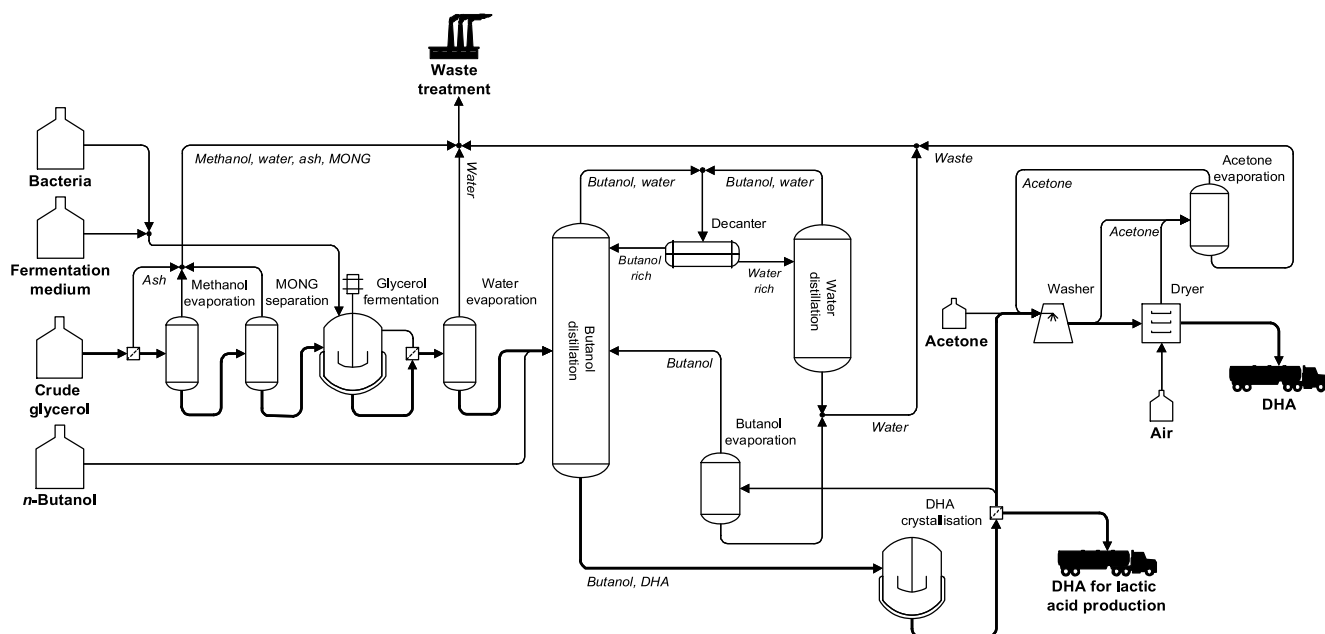 Waste
treatment
Bacteria
Methanol, water, ash, MONG
Water
Waste
Acetone
evaporation
Acetone
Butanol, water
Butanol, water
Decanter
Acetone
Fermentation
medium
Ash
Methanol
evaporation
MONG
separation
Glycerol
fermentation
Water
evaporation
Butanol
rich
Water
rich
Water
distillation
Washer
Dryer
Butanol
distillation
Acetone
Crude
glycerol
Butanol
DHA
Air
n-Butanol
Butanol
evaporation
Water
DHA
crystallisation
Butanol, DHA
DHA for lactic
acid production